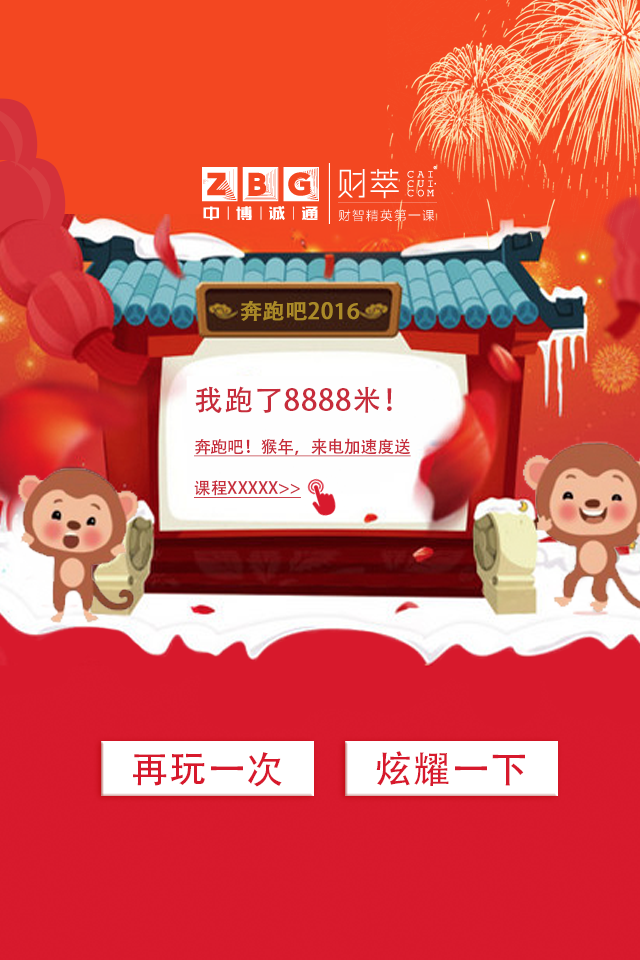 ZBG
中博诚通
财萃
CAI
CUI.
COM
财智精英第一课
奔跑吧2016
我跑了8888米！
奔跑吧！猴年，来电加速度送
课程XXXXX>>
再玩一次
炫耀一下